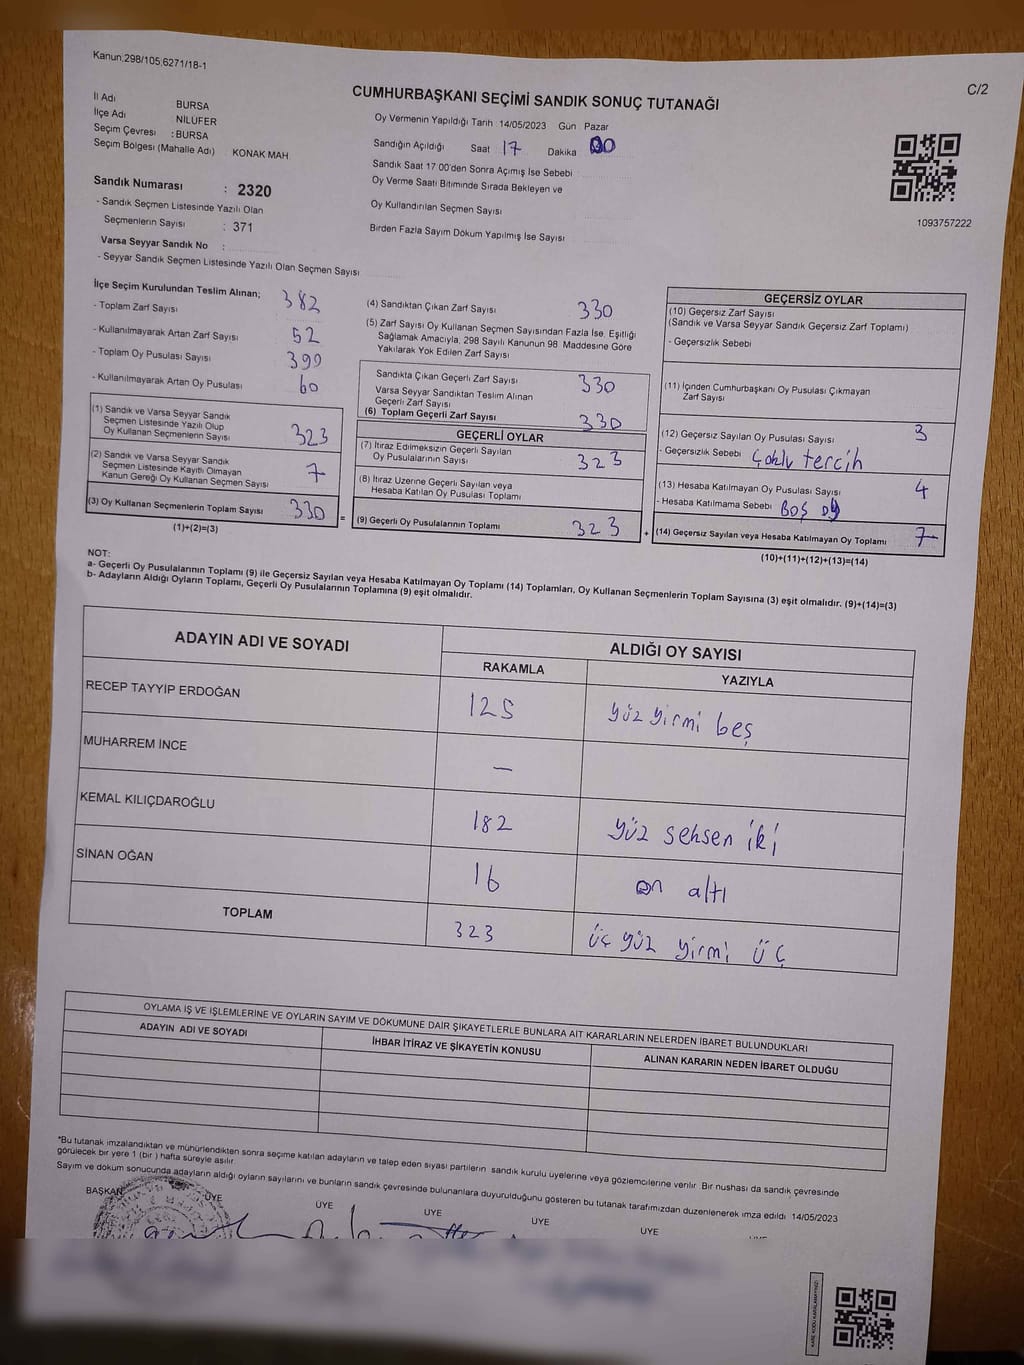 Kanun:298/105,6271/18-1
C/2
CUMHURBAŞKANI SEÇİMİ SANDIK SONUÇ TUTANAĞI
İl Adı BURSA
İlçe Adı NİLÜFER
Seçim Çevresi : BURSA
Seçim Bölgesi (Mahalle Adı) KONAK MAH
Sandık Numarası : 2320
- Sandık Seçmen Listesinde Yazılı Olan
Seçmenlerin Sayısı : 371
Varsa Seyyar Sandık No :
- Seyyar Sandık Seçmen Listesinde Yazılı Olan Seçmen Sayısı
Oy Vermenin Yapıldığı Tarih 14/05/2023 Gün Pazar
Sandığın Açıldığı Saat 17 Dakika 00
Sandık Saat 17 00'den Sonra Açımış İse Sebebi
Oy Verme Saati Bitiminde Sırada Bekleyen ve
Oy Kullandırılan Seçmen Sayısı
Birden Fazla Sayım Döküm Yapılmış İse Sayısı
1093757222
İlçe Seçim Kurulundan Teslim Alınan;
- Toplam Zarf Sayısı 382
- Kullanılmayarak Artan Zarf Sayısı 52
- Toplam Oy Pusulası Sayısı 390
- Kullanılmayarak Artan Oy Pusulası 60
(1) Sandık ve Varsa Seyyar Sandık
Seçmen Listesinde Yazılı Olup
Oy Kullanan Seçmenlerin Sayısı 323
(2) Sandık ve Varsa Seyyar Sandık
Seçmen Listesinde Kayıtlı Olmayan
Kanun Gereği Oy Kullanan Seçmen Sayısı 7
(3) Oy Kullanan Seçmenlerin Toplam Sayısı 330 =
(1)+(2)=(3)
(4) Sandıktan Çıkan Zarf Sayısı 330
(5) Zarf Sayısı Oy Kullanan Seçmen Sayısından Fazla İse, Eşitliği
Sağlamak Amacıyla, 298 Sayılı Kanunun 98 Maddesine Göre
Yakılarak Yok Edilen Zarf Sayısı
Sandıkta Çıkan Geçerli Zarf Sayısı 330
Varsa Seyyar Sandıktan Teslim Alınan
Geçerli Zarf Sayısı
(6) Toplam Geçerli Zarf Sayısı 330
GEÇERLİ OYLAR
(7) İtiraz Edilmeksizin Geçerli Sayılan
Oy Pusulalarının Sayısı 323
(8) İtiraz Üzerine Geçerli Sayılan veya
Hesaba Katılan Oy Pusulası Toplamı
(9) Geçerli Oy Pusulalarının Toplamı 323 +
GEÇERSİZ OYLAR
(10) Geçersiz Zarf Sayısı
(Sandık ve Varsa Seyyar Sandık Geçersiz Zarf Toplamı)
- Geçersizlik Sebebi
(11) İçinden Cumhurbaşkanı Oy Pusulası Çıkmayan
Zarf Sayısı
(12) Geçersiz Sayılan Oy Pusulası Sayısı 3
- Geçersizlik Sebebi Çoklu tercih
(13) Hesaba Katılmayan Oy Pusulası Sayısı 4
- Hesaba Katılmama Sebebi Boş oy
(14) Geçersiz Sayılan veya Hesaba Katılmayan Oy Toplamı 7
(10)+(11)+(12)+(13)=(14)
NOT:
a- Geçerli Oy Pusulalarının Toplamı (9) ile Geçersiz Sayılan veya Hesaba Katılmayan Oy Toplamı (14) Toplamları, Oy Kullanan Seçmenlerin Toplam Sayısına (3) eşit olmalıdır. (9)+(14)=(3)
b- Adayların Aldığı Oyların Toplamı, Geçerli Oy Pusulalarının Toplamına (9) eşit olmalıdır.
ADAYIN ADI VE SOYADI ALDIĞI OY SAYISI
RAKAMLA YAZIYLA
RECEP TAYYİP ERDOĞAN 125 yüz yirmi beş
MUHARREM İNCE —
KEMAL KILIÇDAROĞLU 182 yüz seksen iki
SİNAN OĞAN 16 on altı
TOPLAM 323 üç yüz yirmi üç
OYLAMA İŞ VE İŞLEMLERİNE VE OYLARIN SAYIM VE DÖKÜMÜNE DAİR ŞİKAYETLERLE BUNLARA AİT KARARLARIN NELERDEN İBARET BULUNDUKLARI
ADAYIN ADI VE SOYADI İHBAR İTİRAZ VE ŞİKAYETİN KONUSU ALINAN KARARIN NEDEN İBARET OLDUĞU
*Bu tutanak imzalandıktan ve mühürlendikten sonra seçime katılan adayların ve talep eden siyasi partilerin sandık kurulu üyelerine veya gözlemcilerine verilir Bir nushası da sandık çevresinde
görülecek bir yere 1 (bir ) hafta süreyle asılır
Sayım ve döküm sonucunda adayların aldığı oyların sayılarını ve bunların sandık çevresinde bulunanlara duyurulduğunu gösteren bu tutanak tarafımızdan düzenlenerek imza edildi 14/05/2023
BAŞKAN ÜYE ÜYE ÜYE ÜYE ÜYE